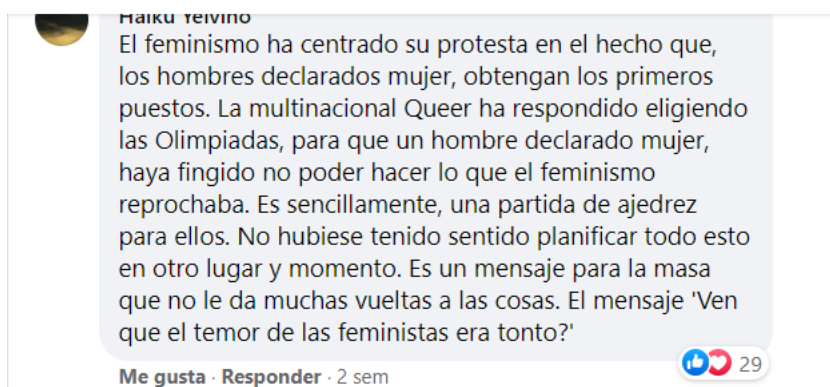 Haiku Yelvino
El feminismo ha centrado su protesta en el hecho que,
los hombres declarados mujer, obtengan los primeros
puestos. La multinacional Queer ha respondido eligiendo
las Olimpiadas, para que un hombre declarado mujer,
haya fingido no poder hacer lo que el feminismo
reprochaba. Es sencillamente, una partida de ajedrez
para ellos. No hubiese tenido sentido planificar todo esto
en otro lugar y momento. Es un mensaje para la masa
que no le da muchas vueltas a las cosas. El mensaje 'Ven
que el temor de las feministas era tonto?'
29
Me gusta · Responder · 2 sem